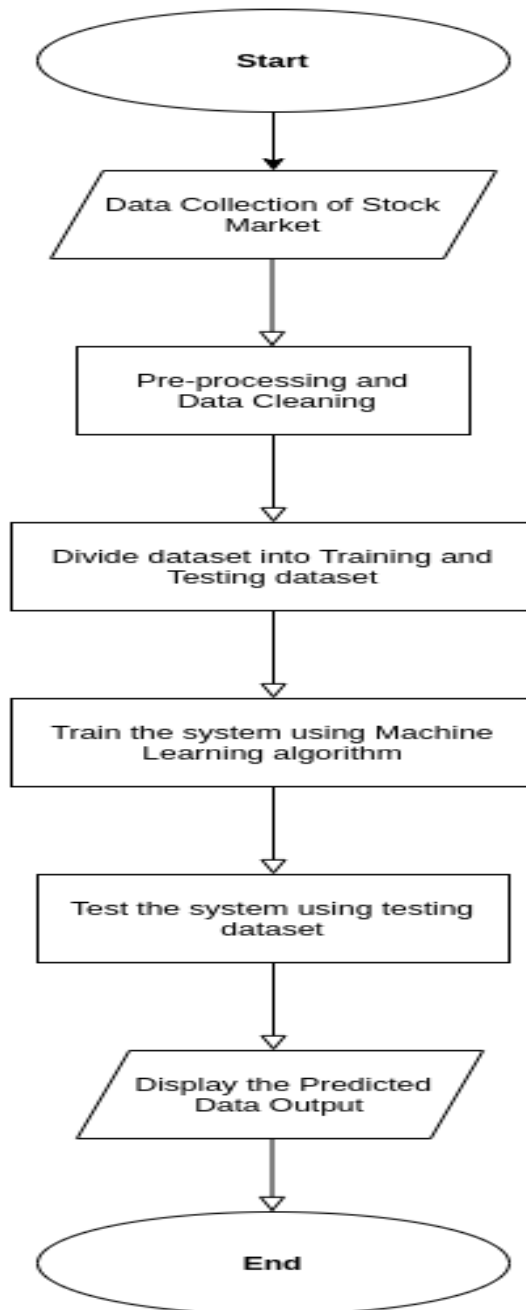 Start
Data Collection of Stock
Market
Pre-processing and
Data Cleaning
Divide dataset into Training and
Testing dataset
Train the system using Machine
Learning algorithm
Test the system using testing
dataset
Display the Predicted
Data Output
End